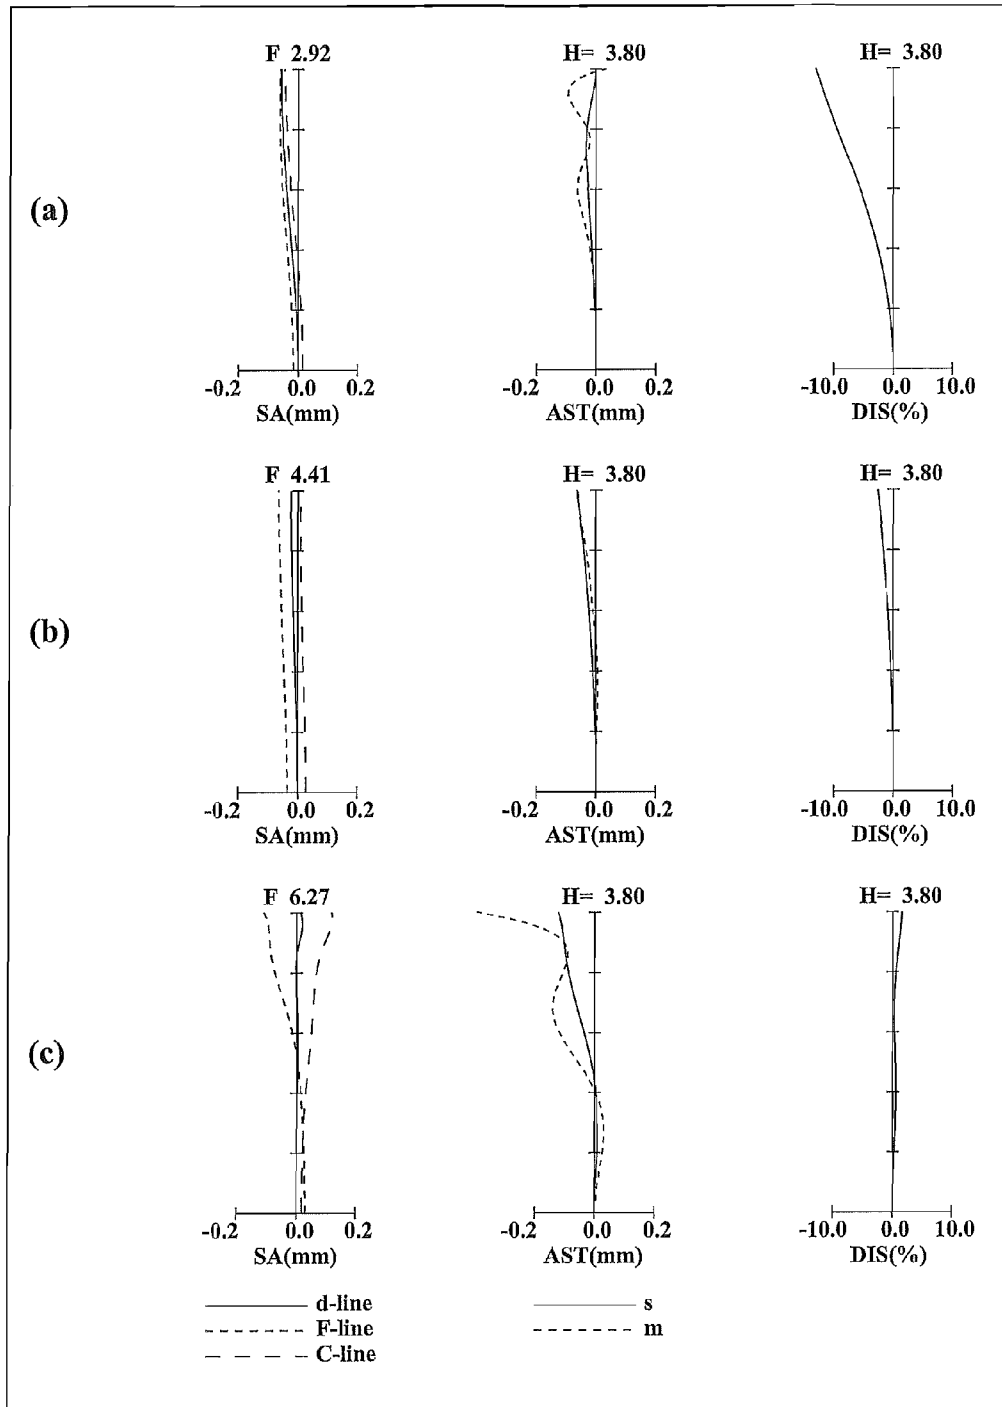 F 2.92 H= 3.80 H= 3.80
(a)
-0.2 0.0 0.2 -0.2 0.0 0.2 -10.0 0.0 10.0
SA(mm) AST(mm) DIS(%)
F 4.41 H= 3.80 H= 3.80
(b)
-0.2 0.0 0.2 -0.2 0.0 0.2 -10.0 0.0 10.0
SA(mm) AST(mm) DIS(%)
F 6.27 H= 3.80 H= 3.80
(c)
-0.2 0.0 0.2 -0.2 0.0 0.2 -10.0 0.0 10.0
SA(mm) AST(mm) DIS(%)
d-line s
F-line m
C-line